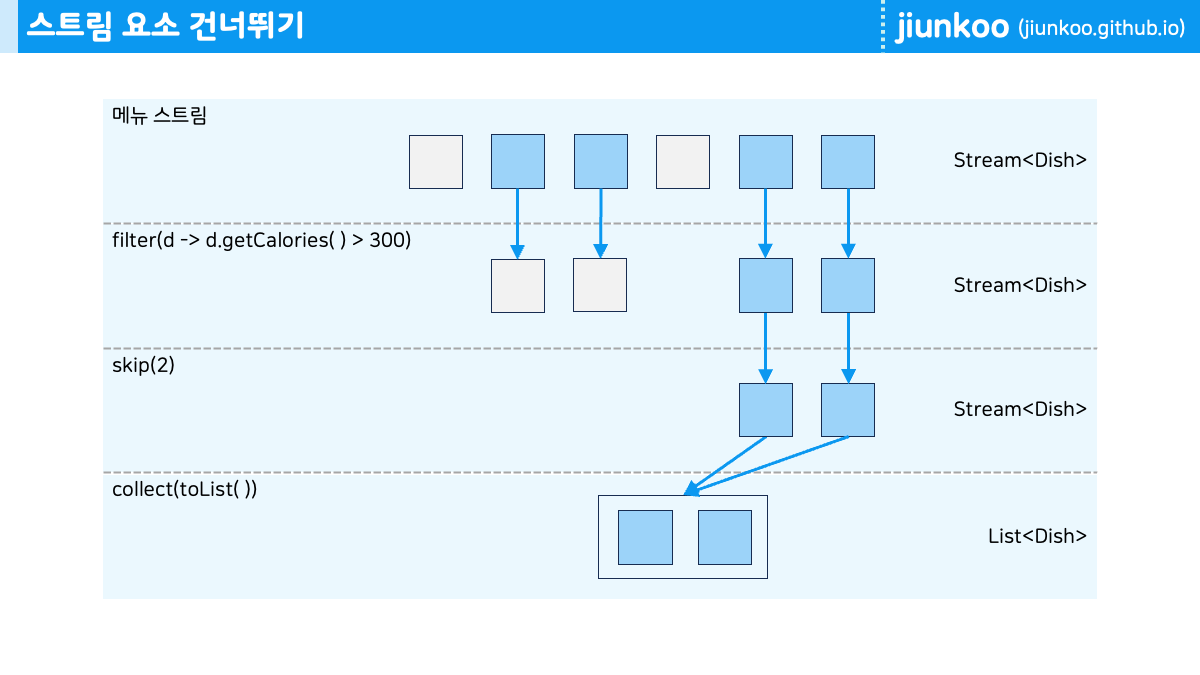 스트림 요소 건너뛰기
jiunkoo (jiunkoo.github.io)
메뉴 스트림
Stream<Dish>
filter(d -> d.getCalories( ) > 300)
Stream<Dish>
skip(2)
Stream<Dish>
collect(toList( ))
List<Dish>